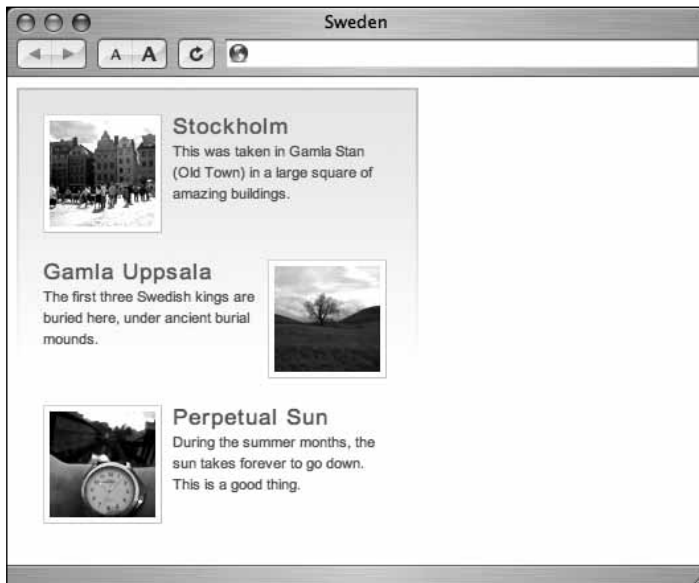 Sweden
A A
Stockholm
This was taken in Gamla Stan
(Old Town) in a large square of
amazing buildings.
Gamla Uppsala
The first three Swedish kings are
buried here, under ancient burial
mounds.
Perpetual Sun
During the summer months, the
sun takes forever to go down.
This is a good thing.